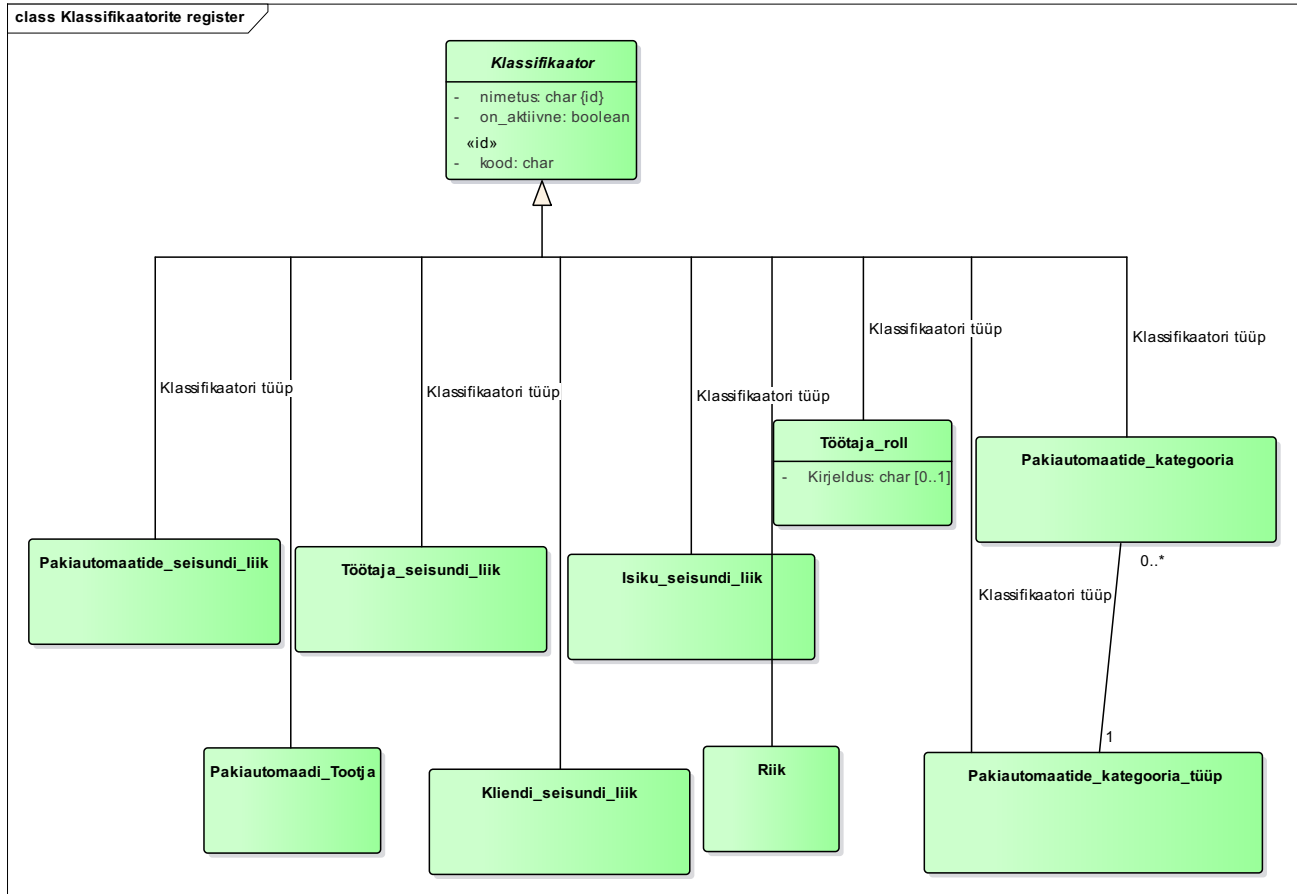 class Klassifikaatorite register
Klassifikaator
- nimetus: char {id}
- on_aktiivne: boolean
«id»
- kood: char
Klassifikaatori tüüp
Klassifikaatori tüüp
Klassifikaatori tüüp
Klassifikaatori tüüp
Klassifikaatori tüüp
Töötaja_roll
- Kirjeldus: char [0..1]
Pakiautomaatide_kategooria
Pakiautomaatide_seisundi_liik
Töötaja_seisundi_liik
Isiku_seisundi_liik
0..*
Klassifikaatori tüüp
1
Pakiautomaadi_Tootja
Kliendi_seisundi_liik
Riik
Pakiautomaatide_kategooria_tüüp